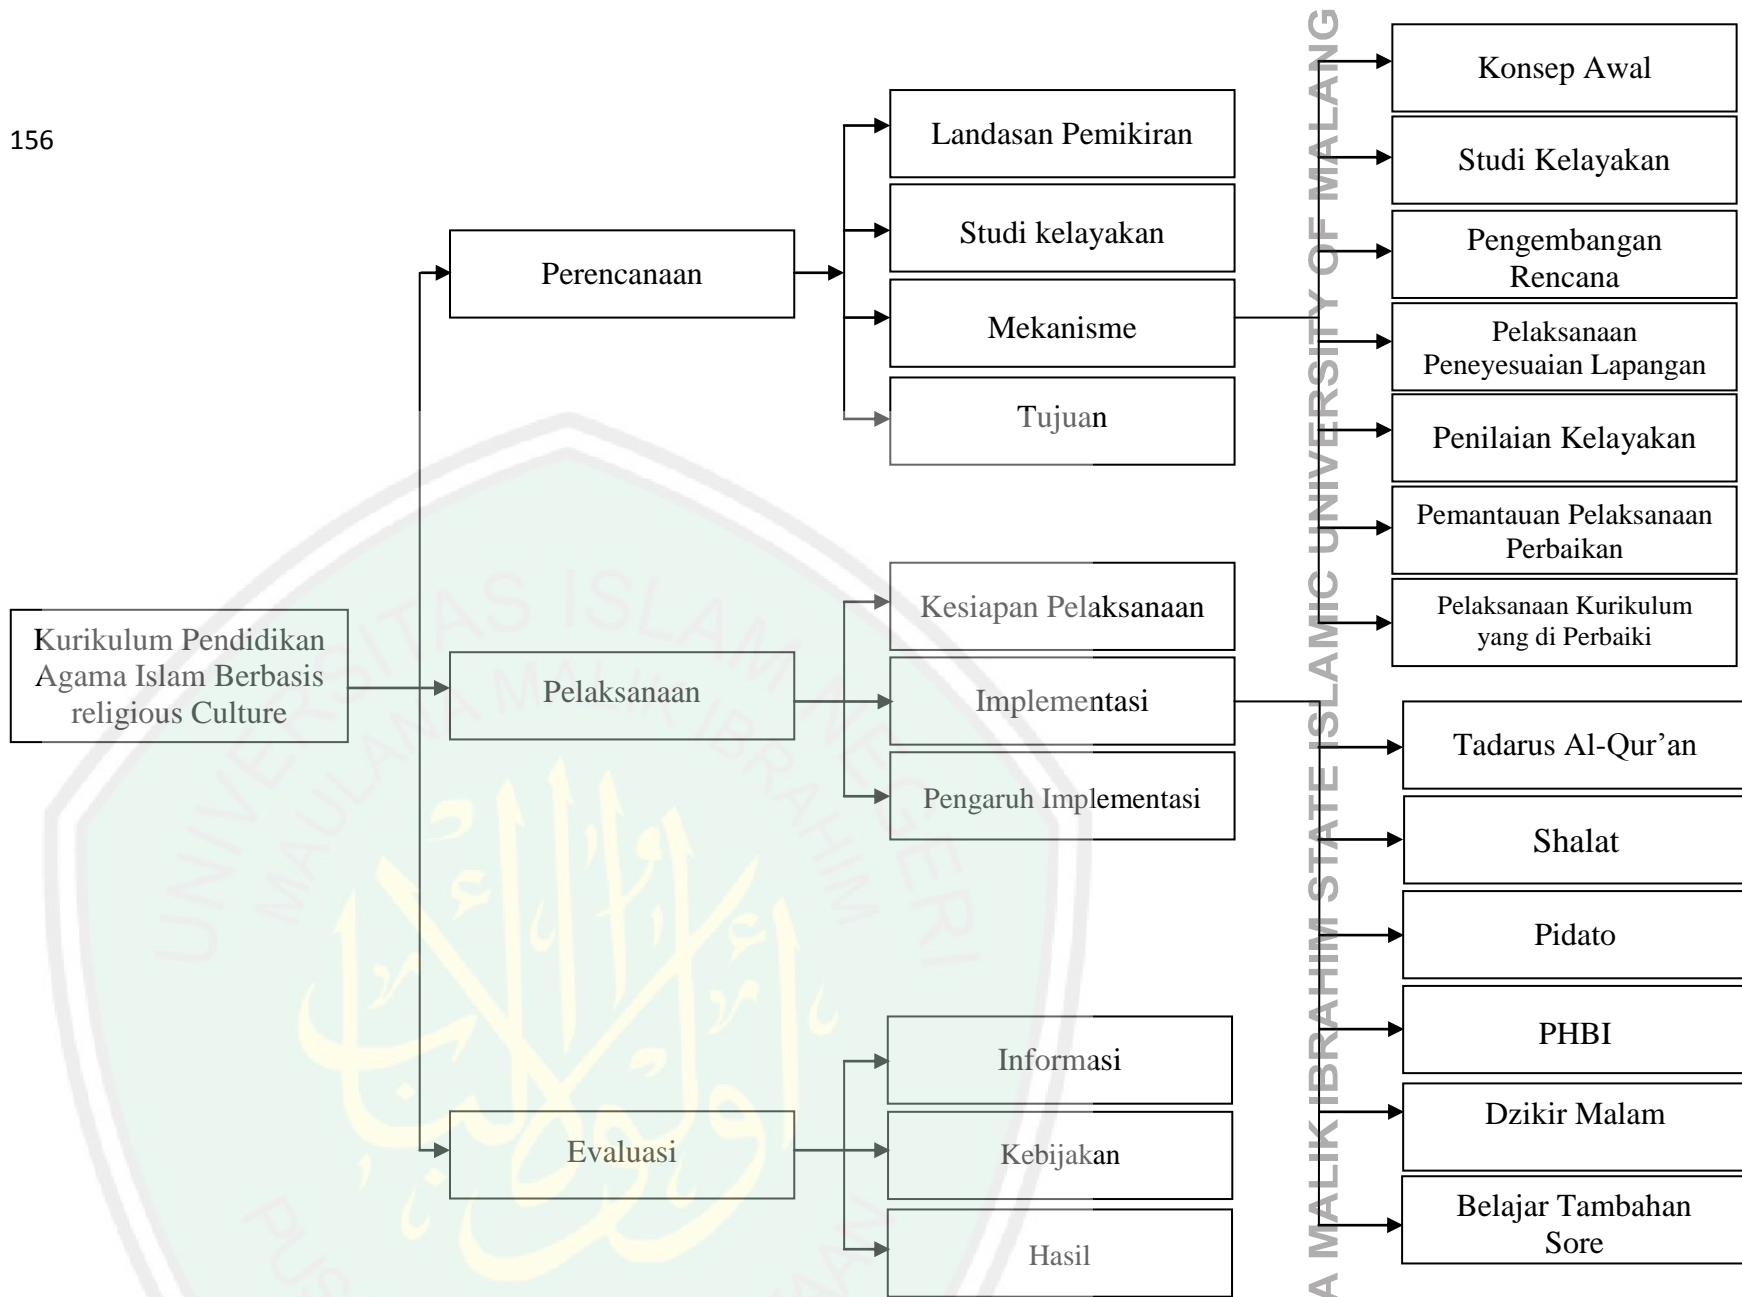 156
Kurikulum Pendidikan
Agama Islam Berbasis
religious Culture
Perencanaan
Landasan Pemikiran
Studi kelayakan
Mekanisme
Tujuan
Konsep Awal
Studi Kelayakan
Pengembangan
Rencana
Pelaksanaan
Peneyesuaian Lapangan
Penilaian Kelayakan
Pemantauan Pelaksanaan
Perbaikan
Pelaksanaan Kurikulum
yang di Perbaiki
Pelaksanaan
Kesiapan Pelaksanaan
Implementasi
Pengaruh Implementasi
Tadarus Al-Qur’an
Shalat
Pidato
PHBI
Dzikir Malam
Belajar Tambahan
Sore
Evaluasi
Informasi
Kebijakan
Hasil
A MALIK IBRAHIM STATE ISLAMIC UNIVERSITY OF MALANG
UNIVERSITAS ISLAM NEGERI
MAULANA MALIK IBRAHIM